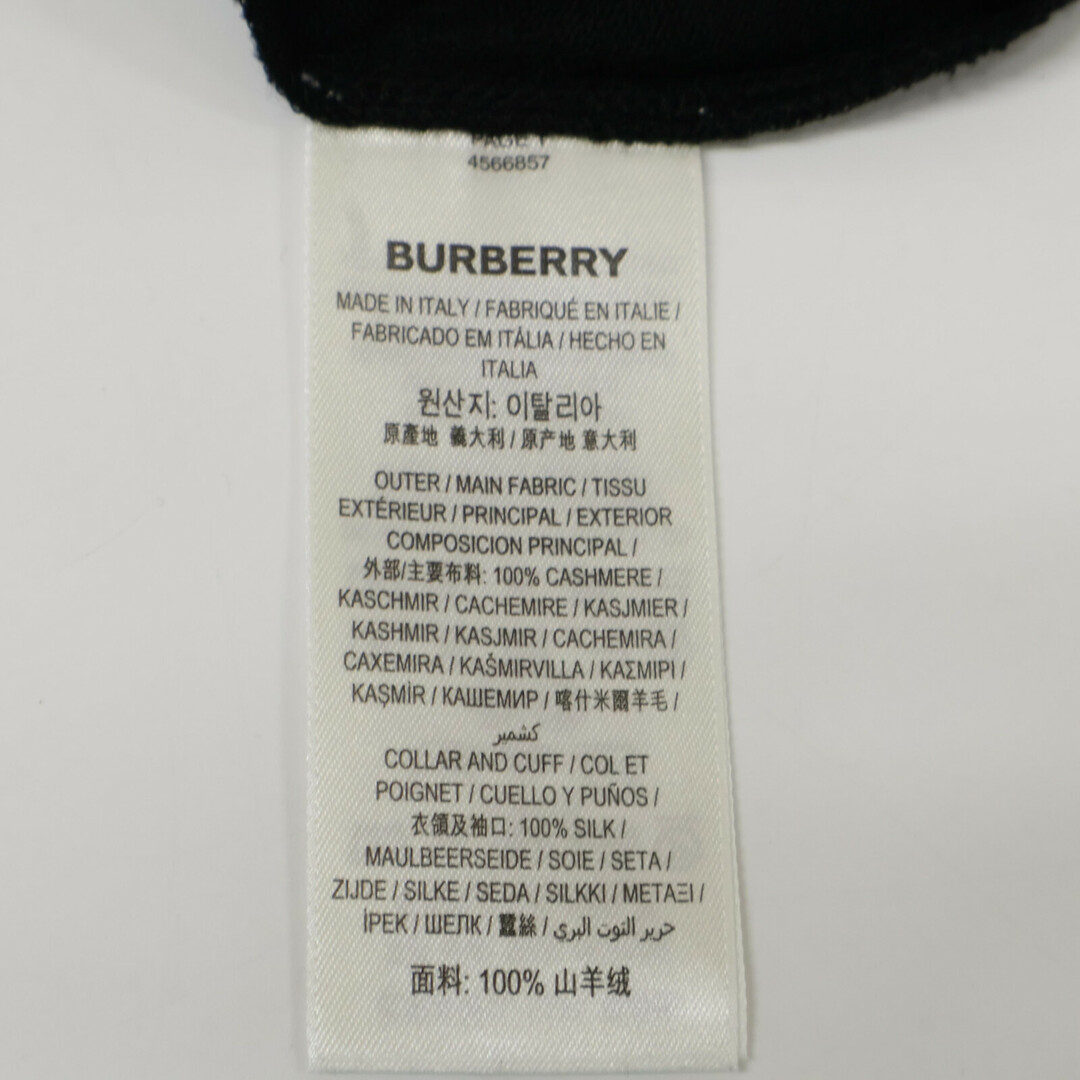 PAGE 1
4566857
BURBERRY
MADE IN ITALY / FABRIQUÉ EN ITALIE /
FABRICADO EM ITÁLIA / HECHO EN
ITALIA
원산지: 이탈리아
原產地 義大利 / 原产地 意大利
OUTER / MAIN FABRIC / TISSU
EXTÉRIEUR / PRINCIPAL / EXTERIOR
COMPOSICION PRINCIPAL /
外部/主要布料: 100% CASHMERE /
KASCHMIR / CACHEMIRE / KASJMIER /
KASHMIR / KASJMIR / CACHEMIRA /
CAXEMIRA / KAŠMIRVILLA / ΚΑΣΜΙΡΙ /
KAŞMİR / КАШЕМИР / 喀什米爾羊毛 /
كشمير
COLLAR AND CUFF / COL ET
POIGNET / CUELLO Y PUÑOS /
衣領及袖口: 100% SILK /
MAULBEERSEIDE / SOIE / SETA /
ZIJDE / SILKE / SEDA / SILKKI / ΜΕΤΑΞΙ /
İPEK / ШЕЛК / 蠶絲 / حرير التوت البري
面料: 100% 山羊绒